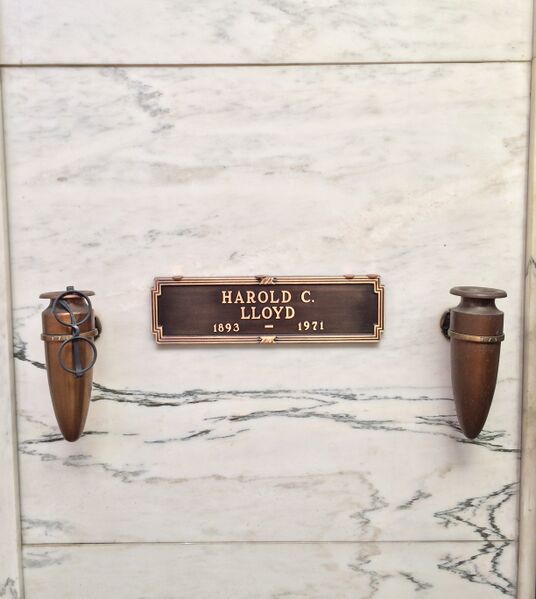 HAROLD C.
LLOYD
1893 – 1971